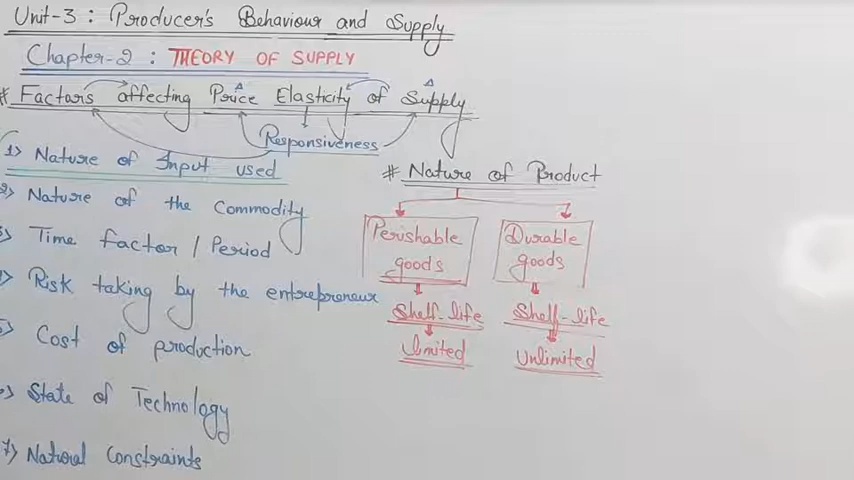 Unit-3 : Producer's Behaviour and Supply
Chapter-2 : THEORY OF SUPPLY
# Factors affecting Price Elasticity of Supply
Responsiveness
1) Nature of Input used
2) Nature of the Commodity
3) Time factor / Period
4) Risk taking by the entrepreneur
5) Cost of production
6) State of Technology
7) Natural constraints
# Nature of Product
Perishable goods
Durable goods
Shelf-life
Shelf-life
limited
Unlimited